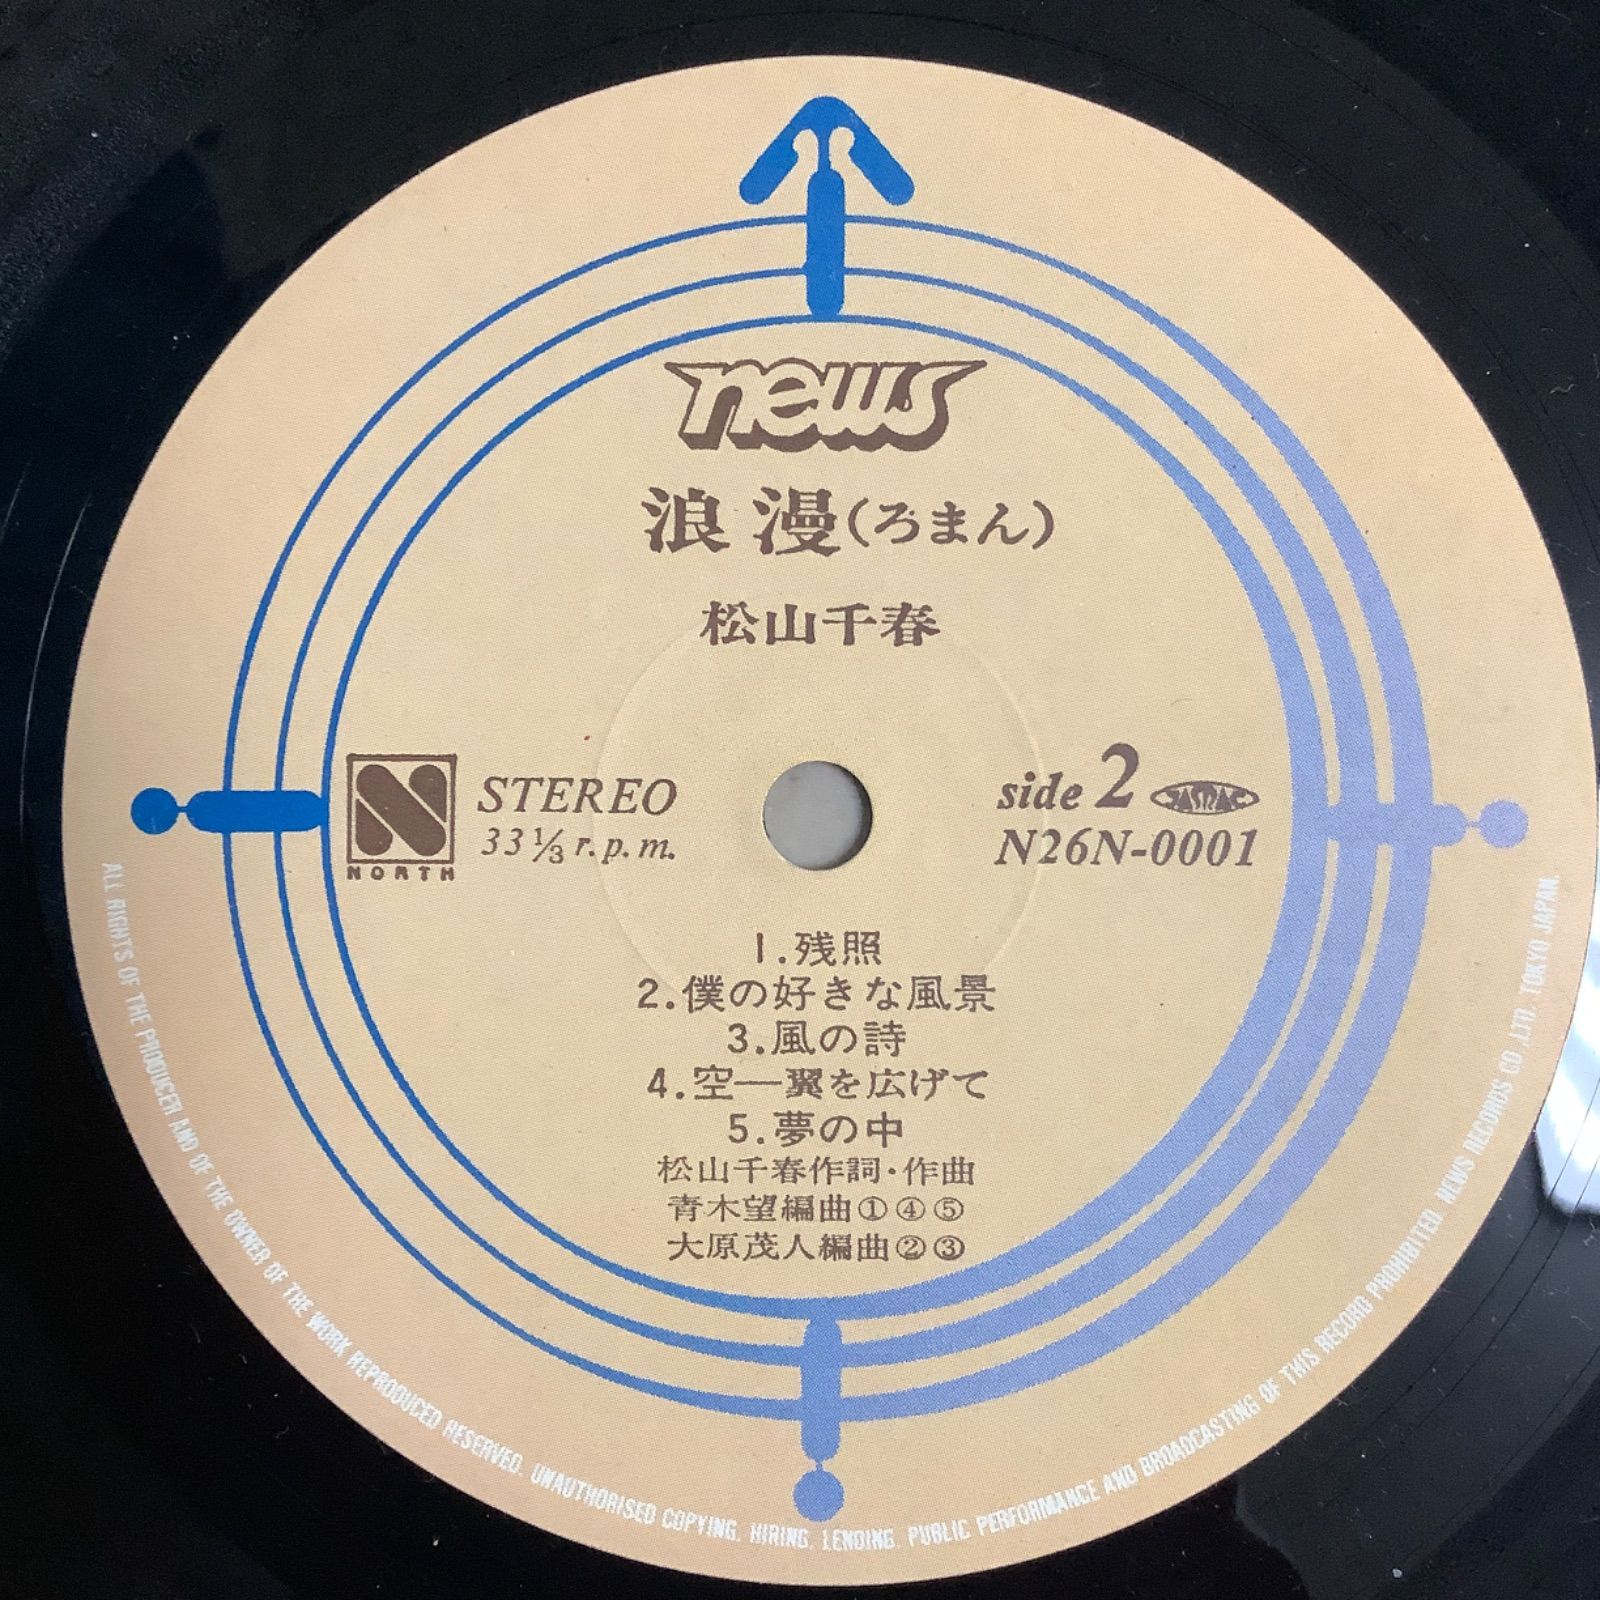 news
浪漫(ろまん)
松山千春
NORTH
STEREO
33⅓ r.p.m.
side 2 JASRAC
N26N-0001
1.残照
2.僕の好きな風景
3.風の詩
4.空―翼を広げて
5.夢の中
松山千春作詞・作曲
青木望編曲①④⑤
大原茂人編曲②③
ALL RIGHTS OF THE PRODUCER AND OF THE OWNER OF THE WORK REPRODUCED RESERVED. UNAUTHORISED COPYING, HIRING, LENDING, PUBLIC PERFORMANCE AND BROADCASTING OF THIS RECORD PROHIBITED. NEWS RECORDS CO.,LTD. TOKYO JAPAN.